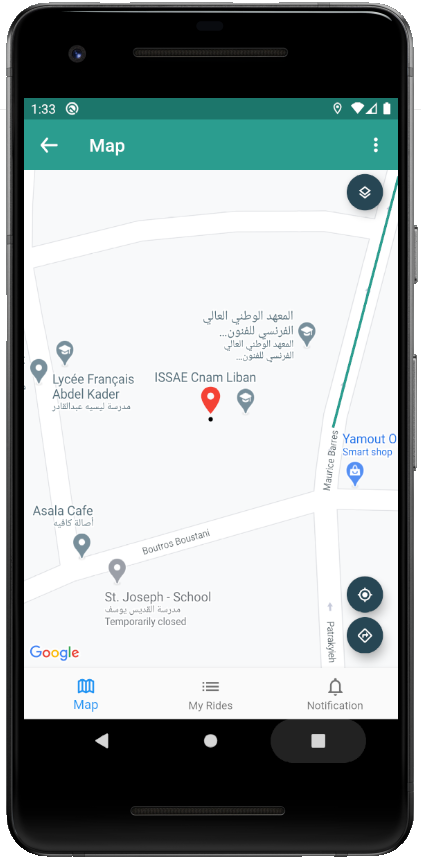 1:33
Map
المعهد الوطني العالي
الفرنسي للفنون...
المعهد الوطني العالي
الفرنسي للفنون...
Lycée Français
Abdel Kader
مدرسة ليسيه عبدالقادر
ISSAE Cnam Liban
Maurice Barres
Yamout O
Smart shop
Asala Cafe
أصالة كافيه
Boutros Boustani
St. Joseph - School
مدرسة القديس يوسف
Temporarily closed
Patrakyieh
Google
Map
My Rides
Notification